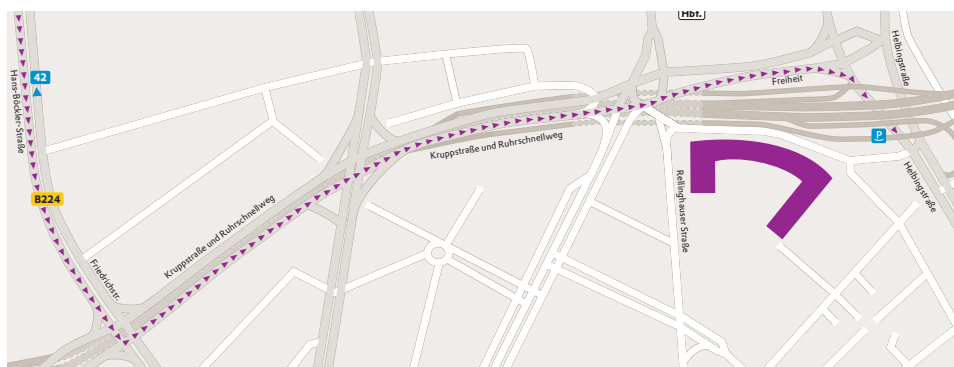 Hbf.
Helbingstraße
42
Hans-Böckler-Straße
Freiheit
P
Kruppstraße und Ruhrschnellweg
Helbingstraße
Rellinghauser Straße
B224
Kruppstraße und Ruhrschnellweg
Friedrichstr.